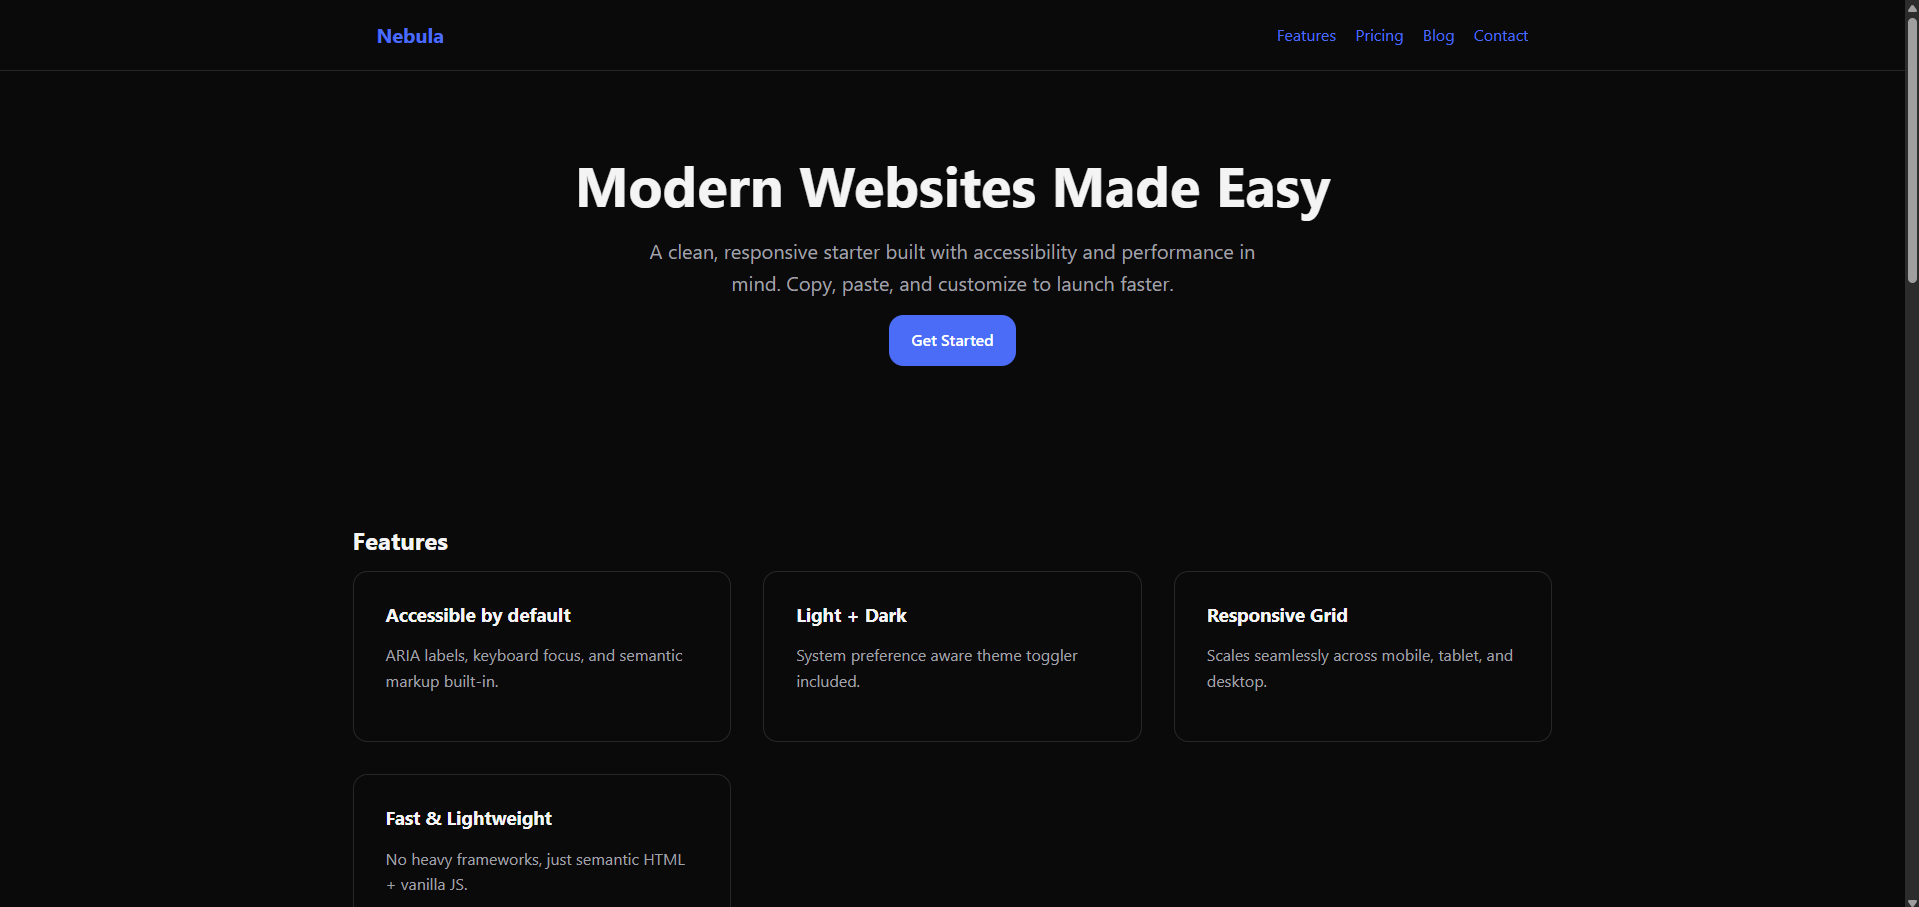 Nebula
Features Pricing Blog Contact
Modern Websites Made Easy
A clean, responsive starter built with accessibility and performance in
mind. Copy, paste, and customize to launch faster.
Get Started
Features
Accessible by default
ARIA labels, keyboard focus, and semantic
markup built-in.
Light + Dark
System preference aware theme toggler
included.
Responsive Grid
Scales seamlessly across mobile, tablet, and
desktop.
Fast & Lightweight
No heavy frameworks, just semantic HTML
+ vanilla JS.